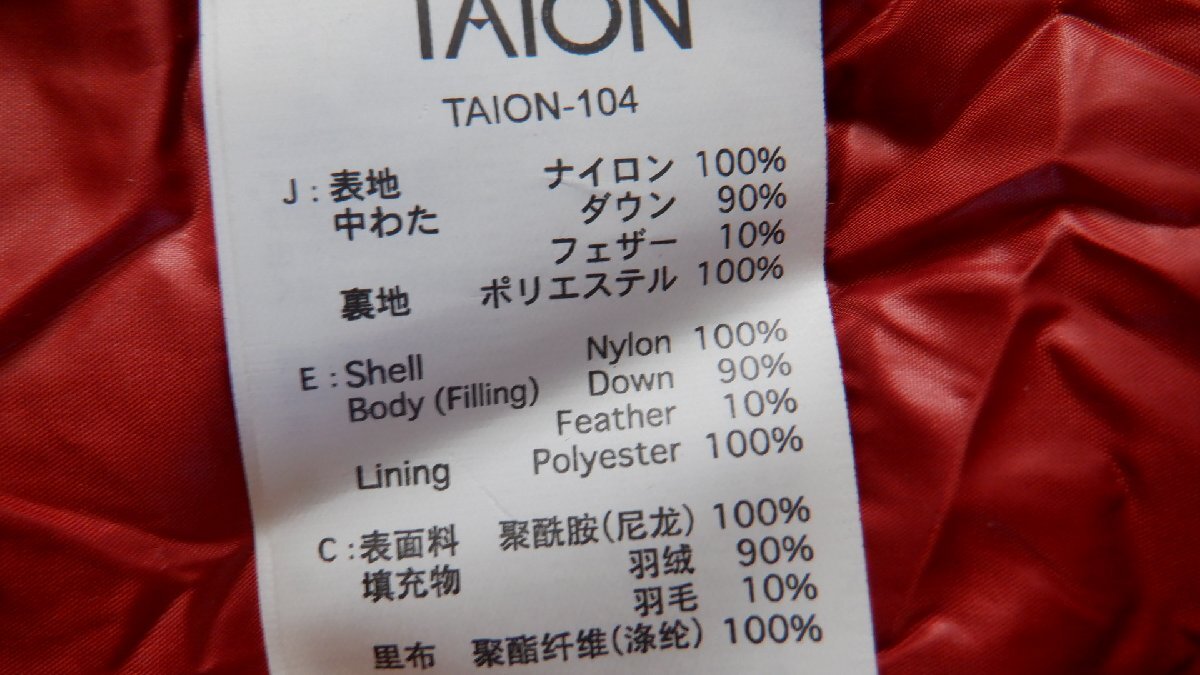 TAION
TAION-104
J : 表地 ナイロン 100%
中わた ダウン 90%
フェザー 10%
裏地 ポリエステル 100%
E : Shell Nylon 100%
Body (Filling) Down 90%
Feather 10%
Lining Polyester 100%
C : 表面料 聚酰胺(尼龙) 100%
填充物 羽绒 90%
羽毛 10%
里布 聚酯纤维(涤纶) 100%